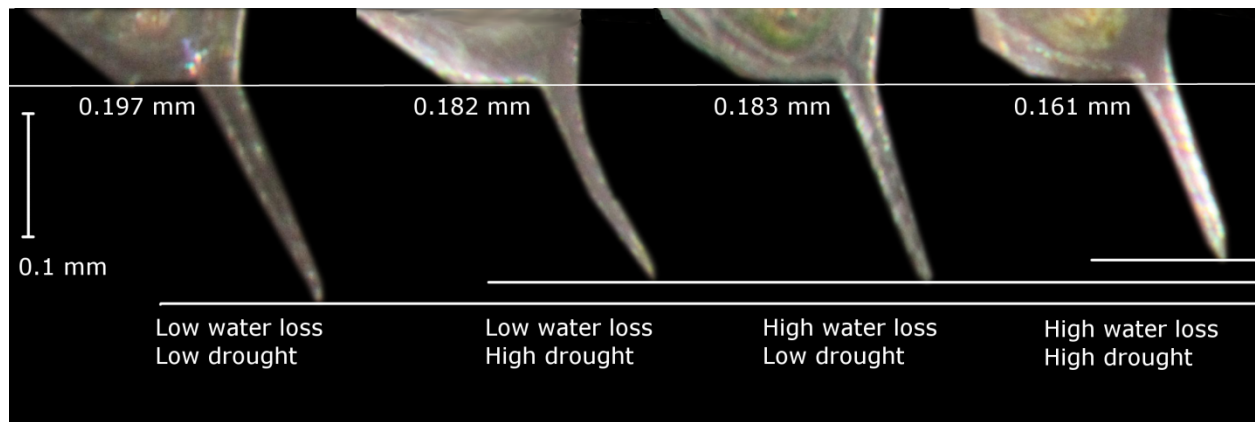 0.197 mm
0.182 mm
0.183 mm
0.161 mm
0.1 mm
Low water loss
Low drought
Low water loss
High drought
High water loss
Low drought
High water loss
High drought